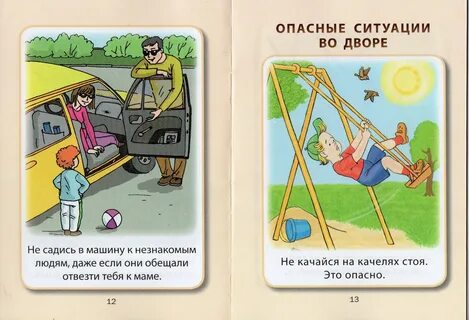 Не садись в машину к незнакомым
людям, даже если они обещали
отвезти тебя к маме.
12
ОПАСНЫЕ СИТУАЦИИ
ВО ДВОРЕ
Не качайся на качелях стоя.
Это опасно.
13